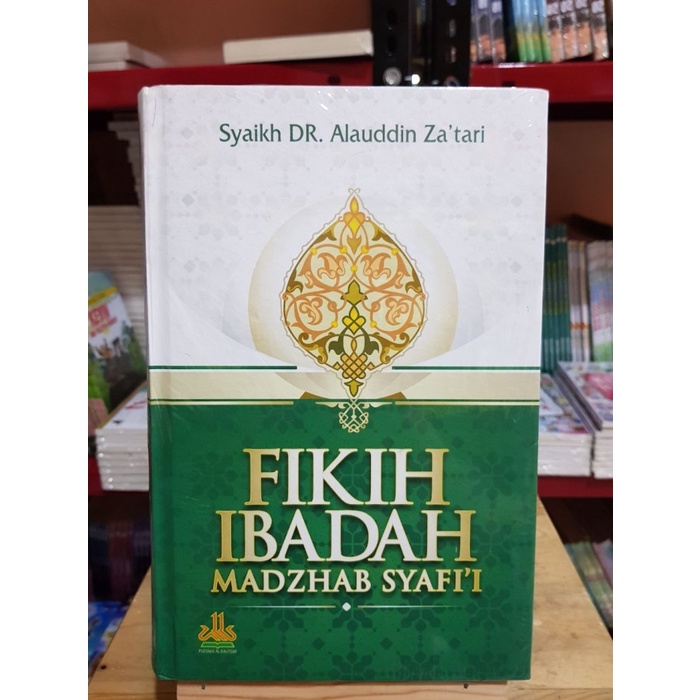 Syaikh DR. Alauddin Za'tari
FIKIH
IBADAH
MADZHAB SYAFI'I